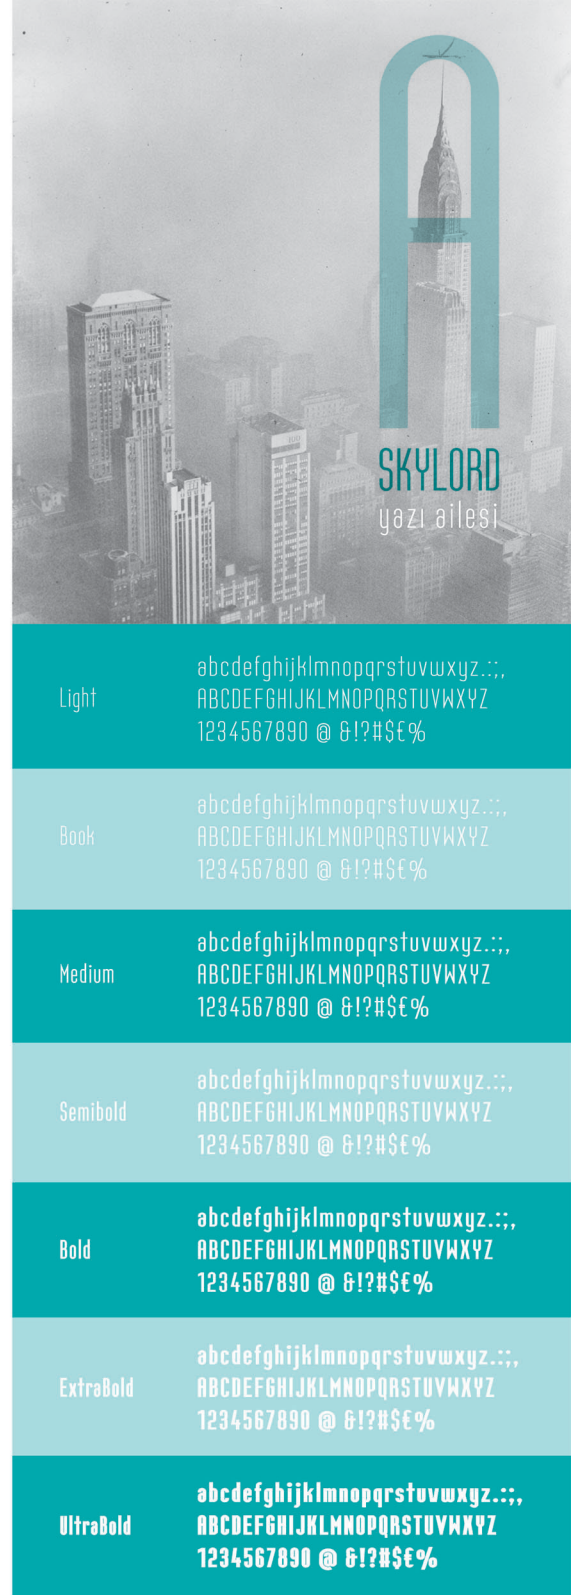 A
SKYLORD
yazı ailesi
Light
abcdefghijklmnopqrstuvwxyz.:;,
ABCDEFGHIJKLMNOPQRSTUVWXYZ
1234567890 @ &!?#$£%
Book
abcdefghijklmnopqrstuvwxyz.:;,
ABCDEFGHIJKLMNOPQRSTUVWXYZ
1234567890 @ &!?#$£%
Medium
abcdefghijklmnopqrstuvwxyz.:;,
ABCDEFGHIJKLMNOPQRSTUVWXYZ
1234567890 @ &!?#$£%
Semibold
abcdefghijklmnopqrstuvwxyz.:;,
ABCDEFGHIJKLMNOPQRSTUVWXYZ
1234567890 @ &!?#$£%
Bold
abcdefghijklmnopqrstuvwxyz.:;,
ABCDEFGHIJKLMNOPQRSTUVWXYZ
1234567890 @ &!?#$£%
ExtraBold
abcdefghijklmnopqrstuvwxyz.:;,
ABCDEFGHIJKLMNOPQRSTUVWXYZ
1234567890 @ &!?#$£%
UltraBold
abcdefghijklmnopqrstuvwxyz.:;,
ABCDEFGHIJKLMNOPQRSTUVWXYZ
1234567890 @ &!?#$£%